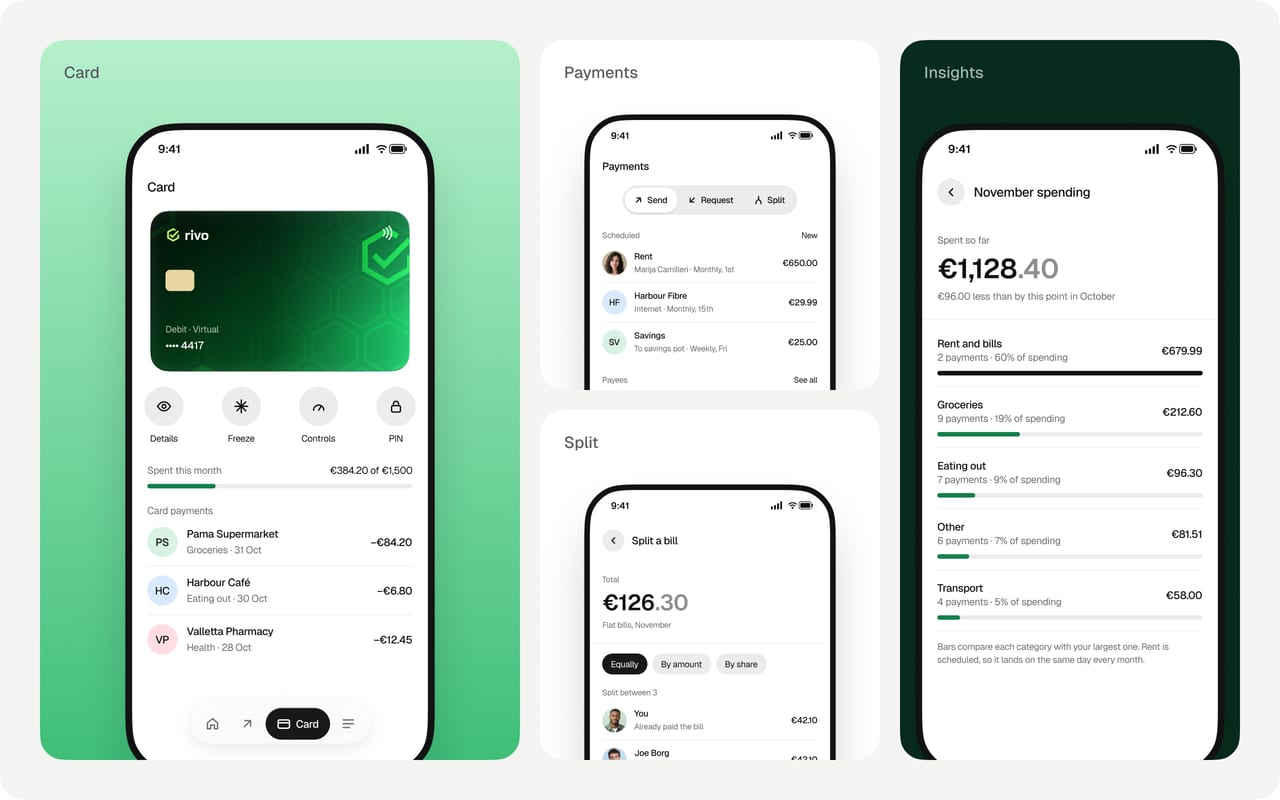 Card
9:41
Card
rivo
Debit · Virtual
•••• 4417
Details
Freeze
Controls
PIN
Spent this month
€384.20 of €1,500
Card payments
PS
Pama Supermarket
Groceries · 31 Oct
−€84.20
HC
Harbour Café
Eating out · 30 Oct
−€6.80
VP
Valletta Pharmacy
Health · 28 Oct
−€12.45
Card
Payments
9:41
Payments
Send
Request
Split
Scheduled
New
Rent
Marija Camilleri · Monthly, 1st
€650.00
HF
Harbour Fibre
Internet · Monthly, 15th
€29.99
SV
Savings
To savings pot · Weekly, Fri
€25.00
Payees
See all
Split
9:41
Split a bill
Total
€126.30
Flat bills, November
Equally
By amount
By share
Split between 3
You
Already paid the bill
€42.10
Joe Borg
€42.10
Insights
9:41
November spending
Spent so far
€1,128.40
€96.00 less than by this point in October
Rent and bills
2 payments · 60% of spending
€679.99
Groceries
9 payments · 19% of spending
€212.60
Eating out
7 payments · 9% of spending
€96.30
Other
6 payments · 7% of spending
€81.51
Transport
4 payments · 5% of spending
€58.00
Bars compare each category with your largest one. Rent is
scheduled, so it lands on the same day every month.